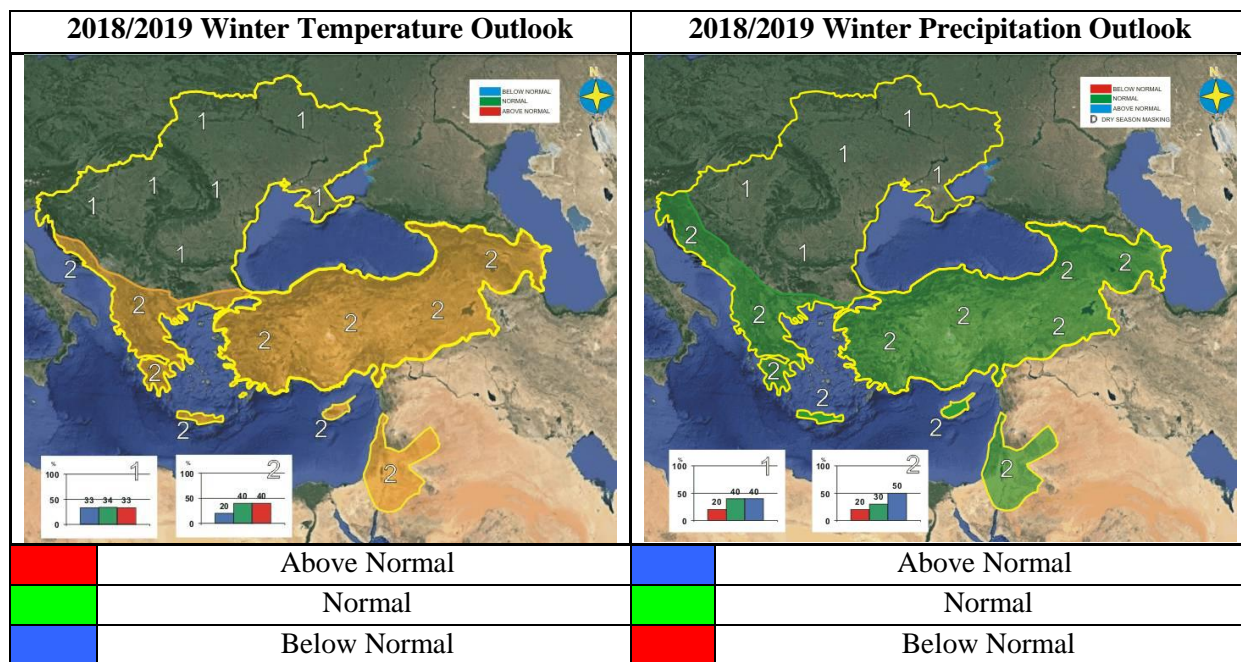 2018/2019 Winter Temperature Outlook
2018/2019 Winter Precipitation Outlook
N
BELOW NORMAL
NORMAL
ABOVE NORMAL
1 1
1 1 1
1
1
2
2 2
2 2 2
2
2 2
2
%
100
50
0
33 34 33
1
%
100
50
0
20 40 40
2
N
BELOW NORMAL
NORMAL
ABOVE NORMAL
D DRY SEASON MASKING
1
1
1 1
1
2
2 2
2 2 2
2
2
2 2
2
%
100
50
0
20 40 40
1
%
100
50
0
20 30 50
2
Above Normal
Above Normal
Normal
Normal
Below Normal
Below Normal